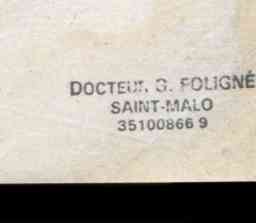 DOCTEUR G. FOLIGNÉ
SAINT-MALO
35100866 9